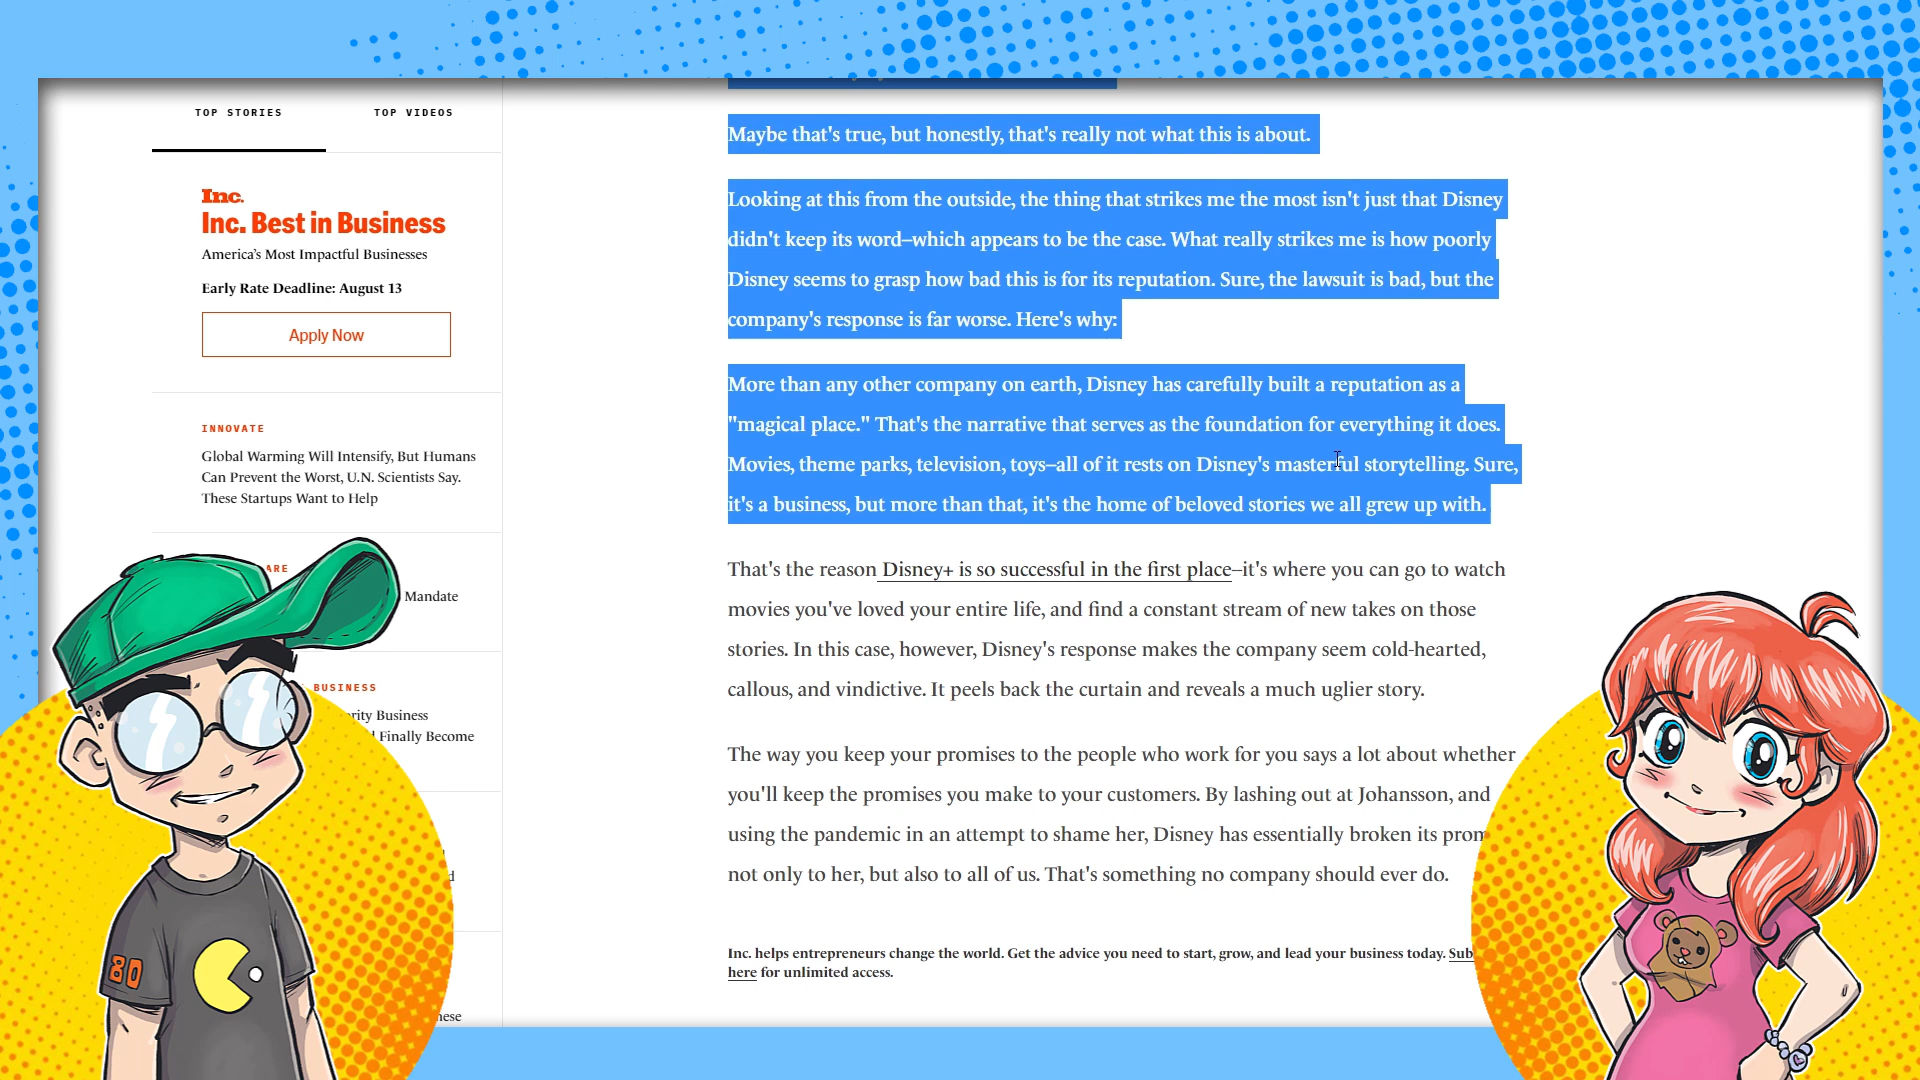 TOP STORIES
TOP VIDEOS
Inc.
Inc. Best in Business
America's Most Impactful Businesses
Early Rate Deadline: August 13
Apply Now
INNOVATE
Global Warming Will Intensify, But Humans
Can Prevent the Worst, U.N. Scientists Say.
These Startups Want to Help
Mandate
BUSINESS
Business
Finally Become
80
Maybe that's true, but honestly, that's really not what this is about.
Looking at this from the outside, the thing that strikes me the most isn't just that Disney
didn't keep its word–which appears to be the case. What really strikes me is how poorly
Disney seems to grasp how bad this is for its reputation. Sure, the lawsuit is bad, but the
company's response is far worse. Here's why:
More than any other company on earth, Disney has carefully built a reputation as a
"magical place." That's the narrative that serves as the foundation for everything it does.
Movies, theme parks, television, toys–all of it rests on Disney's masterful storytelling. Sure,
it's a business, but more than that, it's the home of beloved stories we all grew up with.
That's the reason Disney+ is so successful in the first place–it's where you can go to watch
movies you've loved your entire life, and find a constant stream of new takes on those
stories. In this case, however, Disney's response makes the company seem cold-hearted,
callous, and vindictive. It peels back the curtain and reveals a much uglier story.
The way you keep your promises to the people who work for you says a lot about whether
you'll keep the promises you make to your customers. By lashing out at Johansson, and
using the pandemic in an attempt to shame her, Disney has essentially broken its
not only to her, but also to all of us. That's something no company should ever do.
Inc. helps entrepreneurs change the world. Get the advice you need to start, grow, and lead your business today.
here for unlimited access.